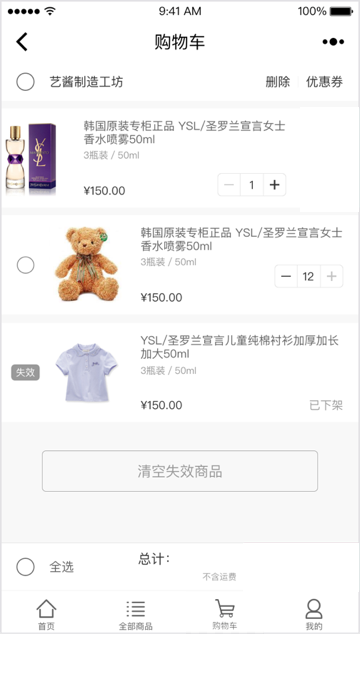 9:41 AM
100%
购物车
艺酱制造工坊
删除
优惠券
韩国原装专柜正品 YSL/圣罗兰宣言女士
香水喷雾50ml
3瓶装 / 50ml
¥150.00
1
韩国原装专柜正品 YSL/圣罗兰宣言女士
香水喷雾50ml
3瓶装 / 50ml
¥150.00
12
失效
YSL/圣罗兰宣言儿童纯棉衬衫加厚加长
加大50ml
3瓶装 / 50ml
¥150.00
已下架
清空失效商品
全选
总计：
不含运费
首页
全部商品
购物车
我的